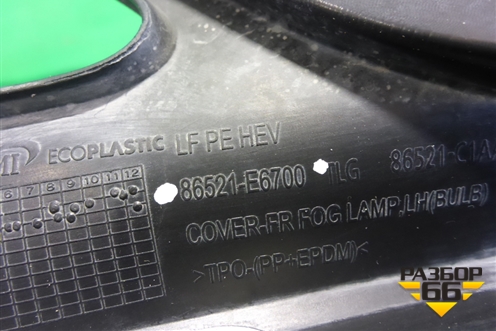 MI ECOPLASTIC LF PE HEV
6 7 8 9 10 11 12
86521-E6700 TLG 86521-C1A
COVER-FR FOG LAMP,LH(BULB)
>TPO-(PP+EPDM)<
РАЗБОР
66